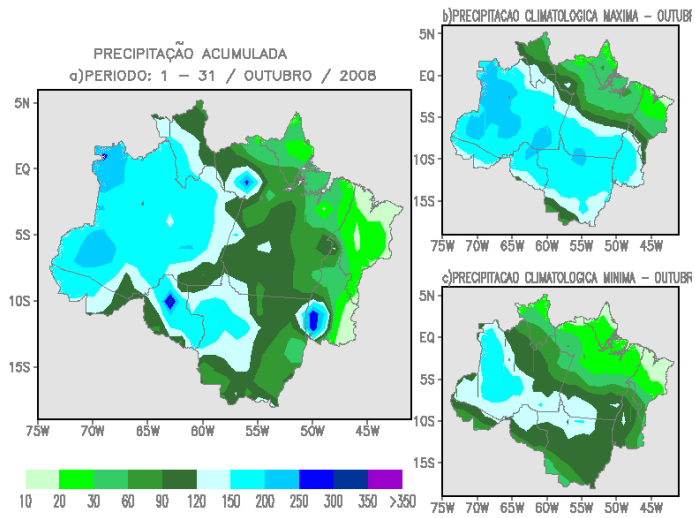 PRECIPITAÇÃO ACUMULADA
a)PERIODO: 1 – 31 / OUTUBRO / 2008
5N
EQ
5S
10S
15S
75W 70W 65W 60W 55W 50W 45W
10 20 30 60 90 120 150 200 250 300 350 >350
b)PRECIPITACAO CLIMATOLOGICA MAXIMA – OUTUBR
5N
EQ
5S
10S
15S
75W 70W 65W 60W 55W 50W 45W
c)PRECIPITACAO CLIMATOLOGICA MINIMA – OUTUBR
5N
EQ
5S
10S
15S
75W 70W 65W 60W 55W 50W 45W